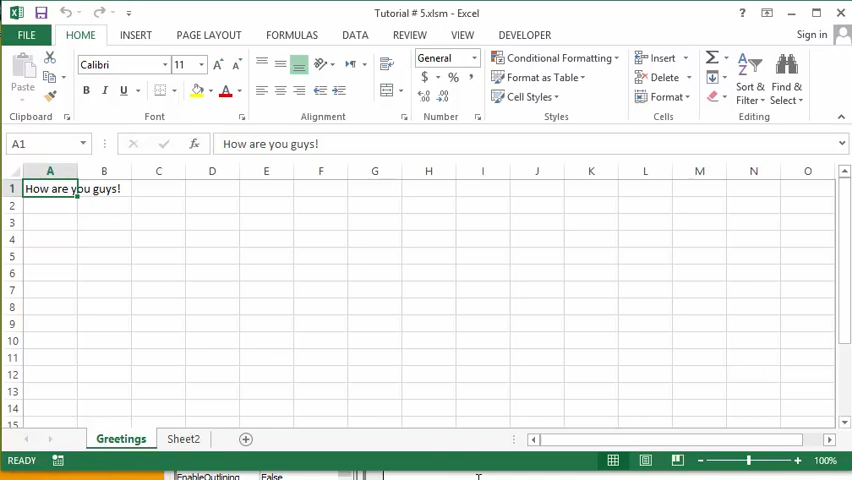 Tutorial # 5.xlsm - Excel
?
FILE HOME INSERT PAGE LAYOUT FORMULAS DATA REVIEW VIEW DEVELOPER Sign in
Paste
Clipboard
Calibri 11
B I U
Font
Alignment
General
$ % ,
Number
Conditional Formatting
Format as Table
Cell Styles
Styles
Insert
Delete
Format
Cells
Sort & Filter
Find & Select
Editing
A1 fx How are you guys!
A B C D E F G H I J K L M N O
1 How are you guys!
2
3
4
5
6
7
8
9
10
11
12
13
14
15
Greetings Sheet2
READY 100%
EnableOutlining False